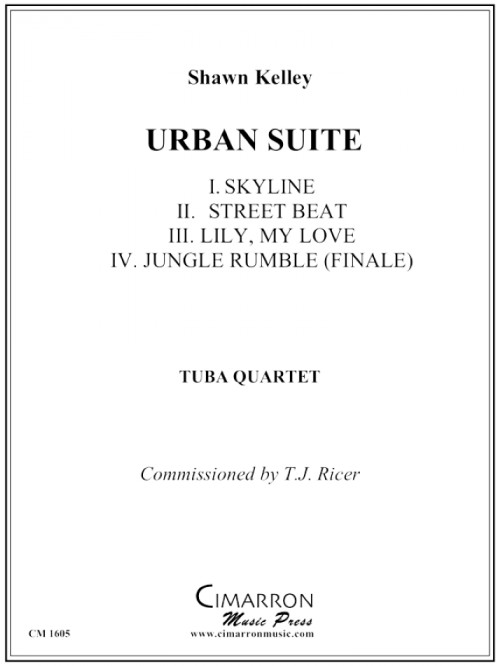 Shawn Kelley
URBAN SUITE
I. SKYLINE
II. STREET BEAT
III. LILY, MY LOVE
IV. JUNGLE RUMBLE (FINALE)
TUBA QUARTET
Commissioned by T.J. Ricer
CIMARRON
Music Press
CM 1605
www.cimarronmusic.com